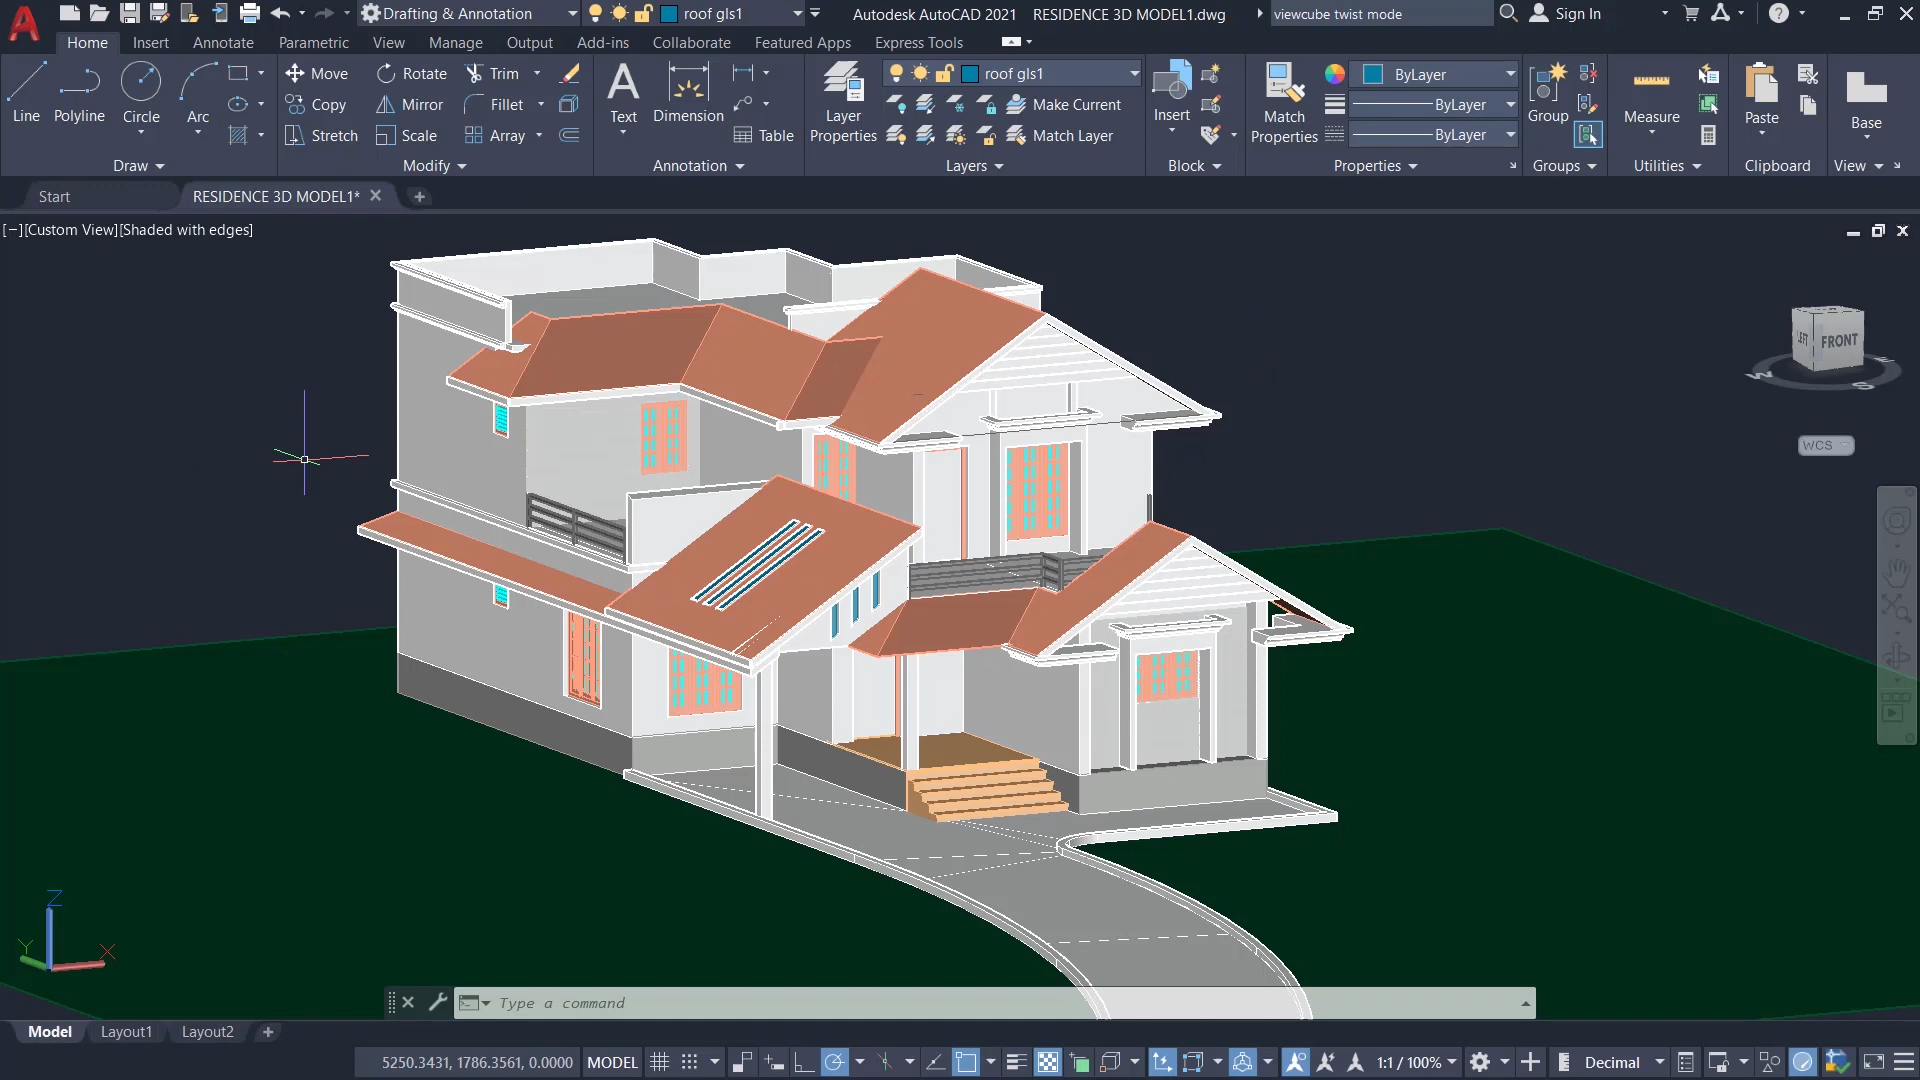 Drafting & Annotation
roof gls1
Autodesk AutoCAD 2021 RESIDENCE 3D MODEL1.dwg
viewcube twist mode
Sign In
Home Insert Annotate Parametric View Manage Output Add-ins Collaborate Featured Apps Express Tools
Line Polyline Circle Arc
Move Rotate Trim
Copy Mirror Fillet
Stretch Scale Array
Text Dimension Table
Layer Properties
roof gls1
Make Current
Match Layer
Insert
Match Properties
ByLayer
ByLayer
ByLayer
Group
Measure
Paste
Base
Draw Modify Annotation Layers Block Properties Groups Utilities Clipboard View
Start RESIDENCE 3D MODEL1*
[−][Custom View][Shaded with edges]
LEFT FRONT
W S E
WCS
Z
Y X
Type a command
Model Layout1 Layout2
5250.3431, 1786.3561, 0.0000 MODEL 1:1 / 100% Decimal